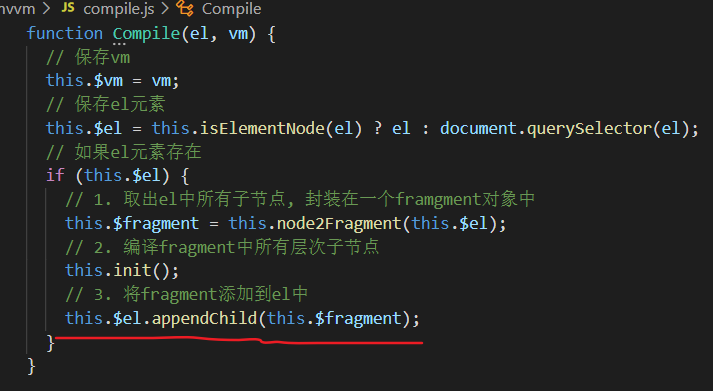 nvvm > JS compile.js > Compile
function Compile(el, vm) {
// 保存vm
this.$vm = vm;
// 保存el元素
this.$el = this.isElementNode(el) ? el : document.querySelector(el);
// 如果el元素存在
if (this.$el) {
// 1. 取出el中所有子节点, 封装在一个framgment对象中
this.$fragment = this.node2Fragment(this.$el);
// 2. 编译fragment中所有层次子节点
this.init();
// 3. 将fragment添加到el中
this.$el.appendChild(this.$fragment);
}
}